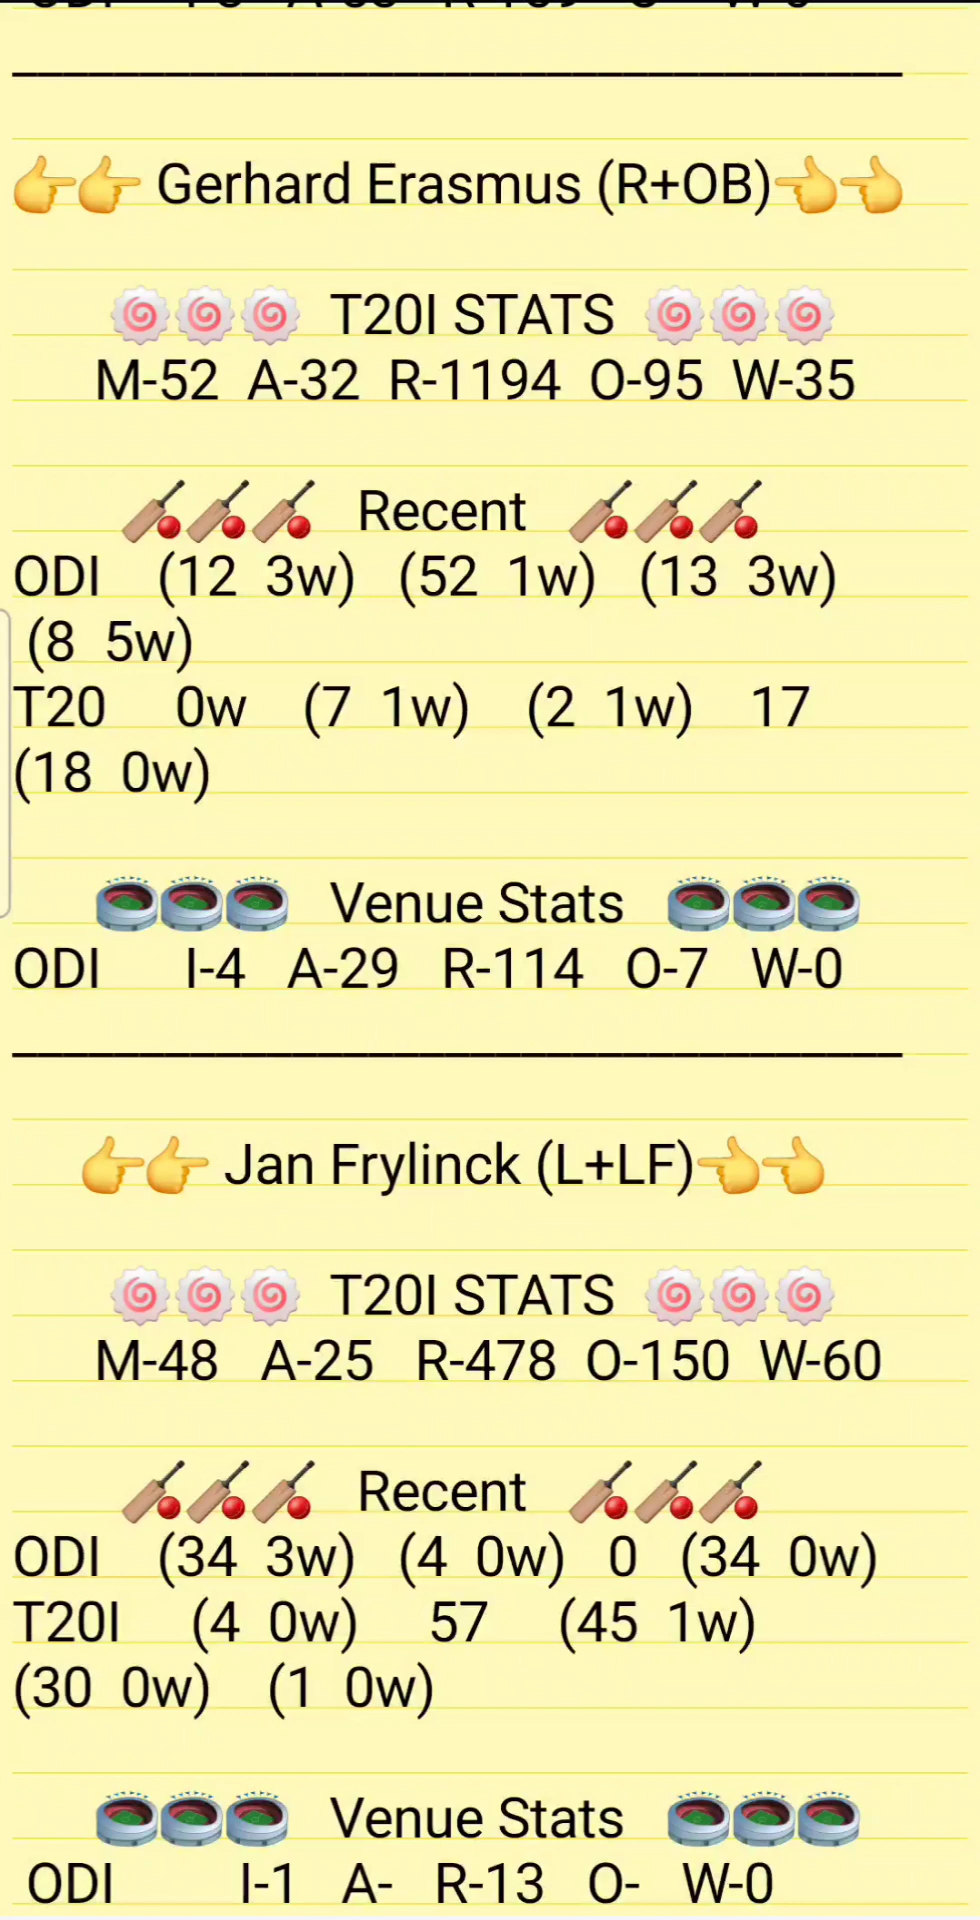 👉👉 Gerhard Erasmus (R+OB)👈👈
🍥🍥🍥 T20I STATS 🍥🍥🍥
M-52 A-32 R-1194 O-95 W-35
🏏🏏🏏 Recent 🏏🏏🏏
ODI (12 3w) (52 1w) (13 3w)
(8 5w)
T20 0w (7 1w) (2 1w) 17
(18 0w)
🏟🏟🏟 Venue Stats 🏟🏟🏟
ODI I-4 A-29 R-114 O-7 W-0
👉👉 Jan Frylinck (L+LF)👈👈
🍥🍥🍥 T20I STATS 🍥🍥🍥
M-48 A-25 R-478 O-150 W-60
🏏🏏🏏 Recent 🏏🏏🏏
ODI (34 3w) (4 0w) 0 (34 0w)
T20I (4 0w) 57 (45 1w)
(30 0w) (1 0w)
🏟🏟🏟 Venue Stats 🏟🏟🏟
ODI I-1 A- R-13 O- W-0